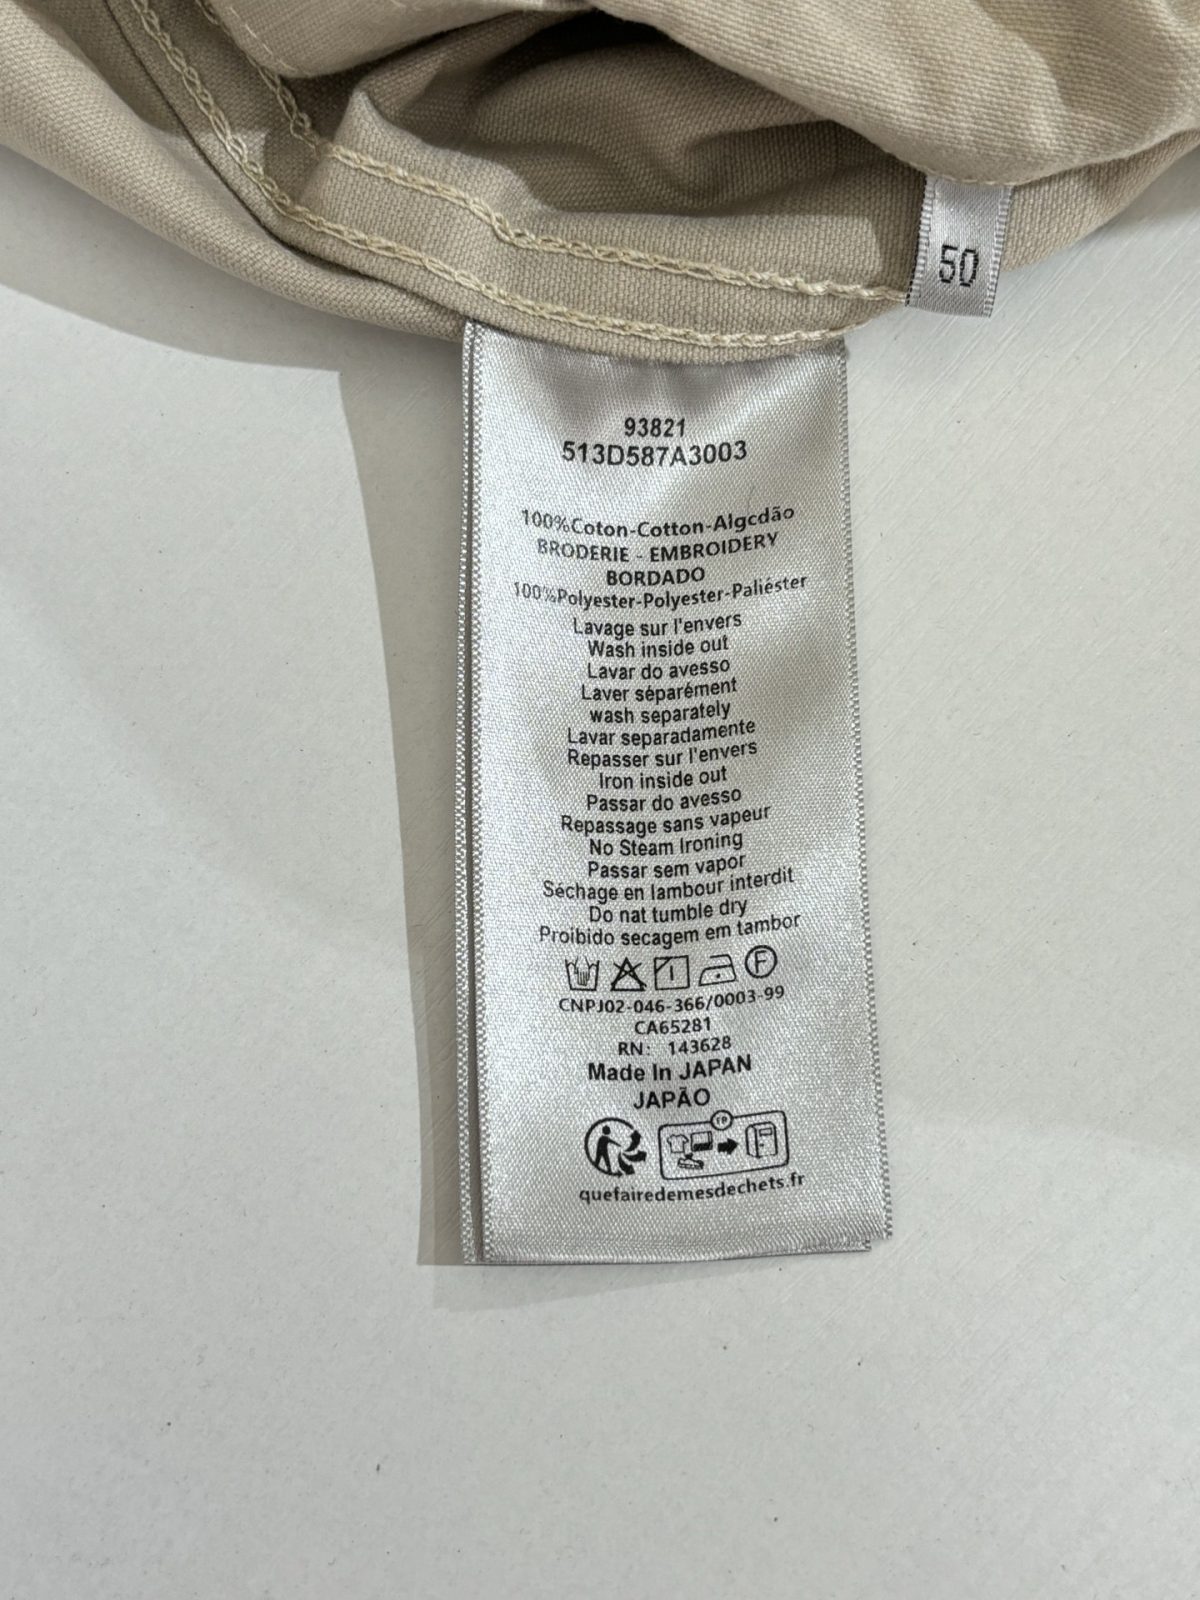 50
93821
513D587A3003
100%Coton-Cotton-Algcdão
BRODERIE - EMBROIDERY
BORDADO
100%Polyester-Polyester-Paliéster
Lavage sur l'envers
Wash inside out
Lavar do avesso
Laver séparément
wash separately
Lavar separadamente
Repasser sur l'envers
Iron inside out
Passar do avesso
Repassage sans vapeur
No Steam Ironing
Passar sem vapor
Séchage en lambour interdit
Do nat tumble dry
Proibido secagem em tambor
F
CNPJ02-046-366/0003-99
CA65281
RN: 143628
Made In JAPAN
JAPÃO
FR
quefairedemesdechets.fr